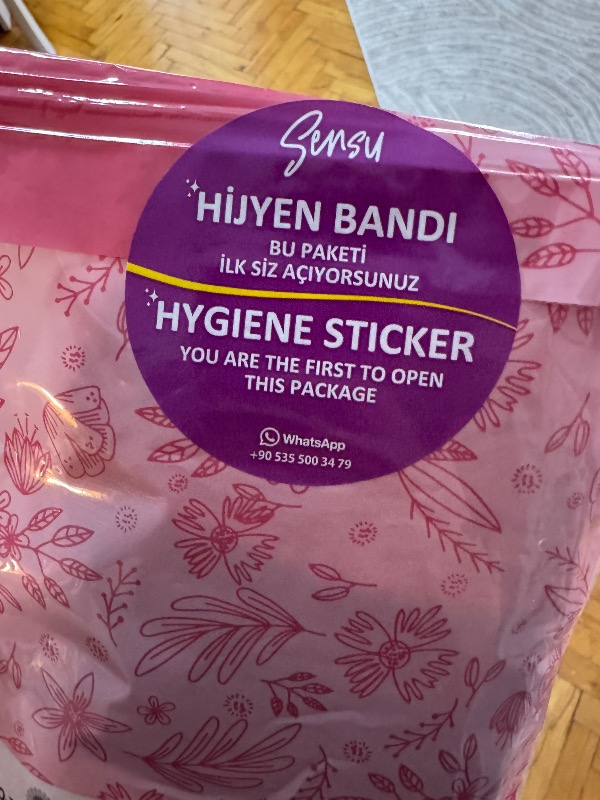 Sensu
HİJYEN BANDI
BU PAKETİ
İLK SİZ AÇIYORSUNUZ
HYGIENE STICKER
YOU ARE THE FIRST TO OPEN
THIS PACKAGE
WhatsApp
+90 535 500 34 79